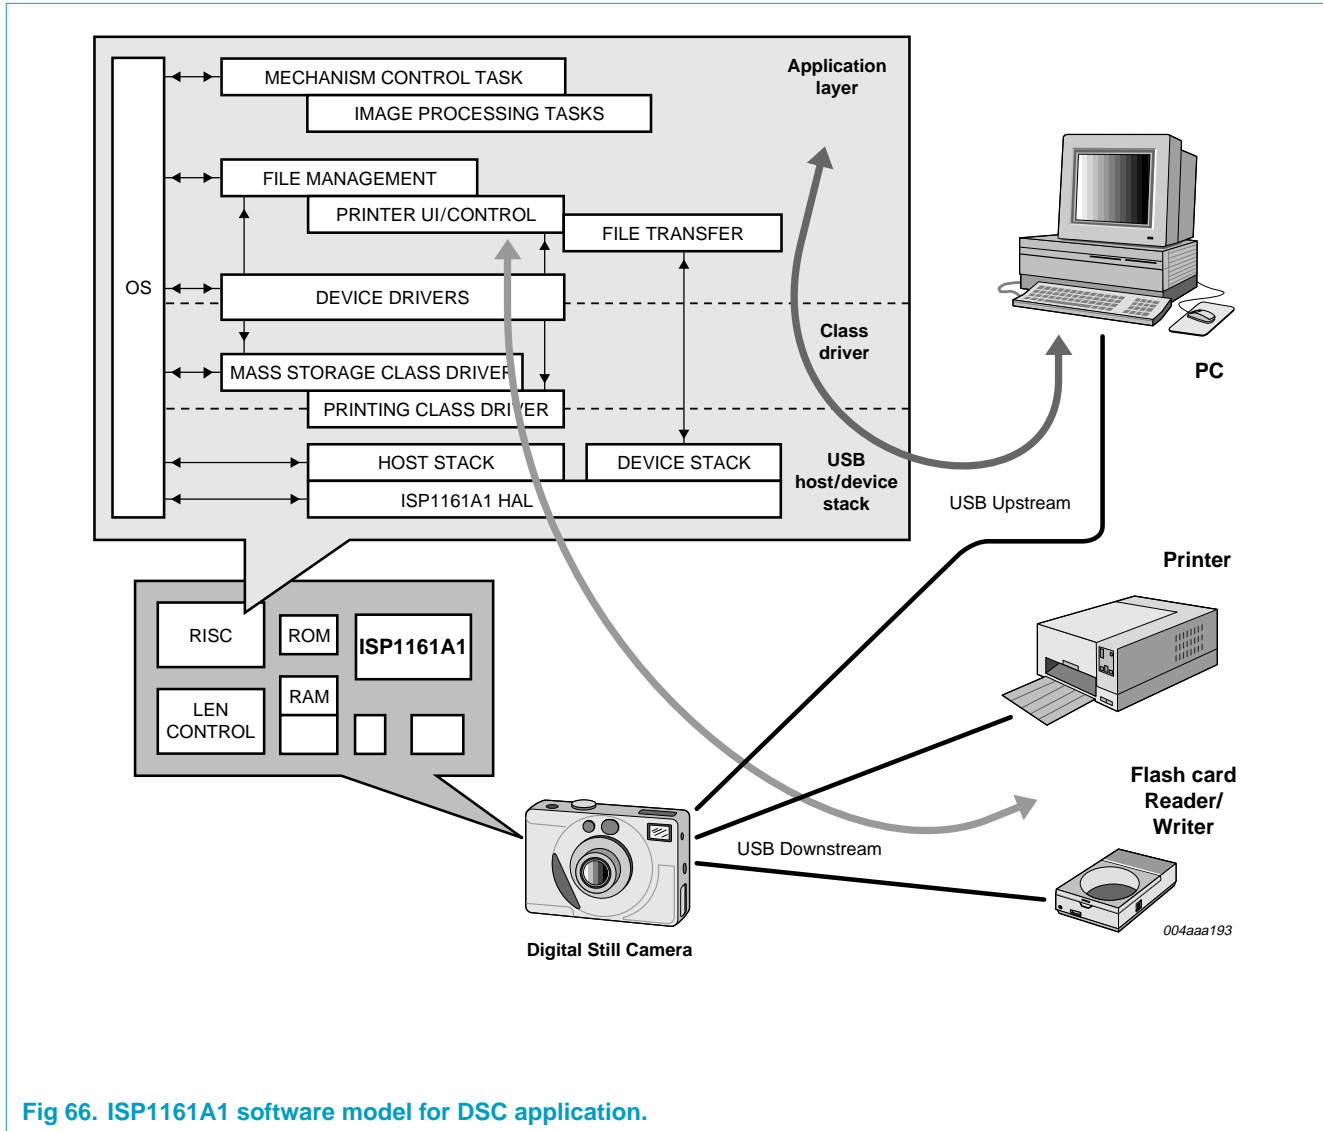 MECHANISM CONTROL TASK
IMAGE PROCESSING TASKS
Application
layer
FILE MANAGEMENT
PRINTER UI/CONTROL
FILE TRANSFER
OS
DEVICE DRIVERS
Class
driver
MASS STORAGE CLASS DRIVER
PRINTING CLASS DRIVER
HOST STACK
DEVICE STACK
USB
host/device
stack
ISP1161A1 HAL
PC
USB Upstream
Printer
RISC
ROM
ISP1161A1
RAM
LEN
CONTROL
Flash card
Reader/
Writer
USB Downstream
004aaa193
Digital Still Camera
Fig 66. ISP1161A1 software model for DSC application.